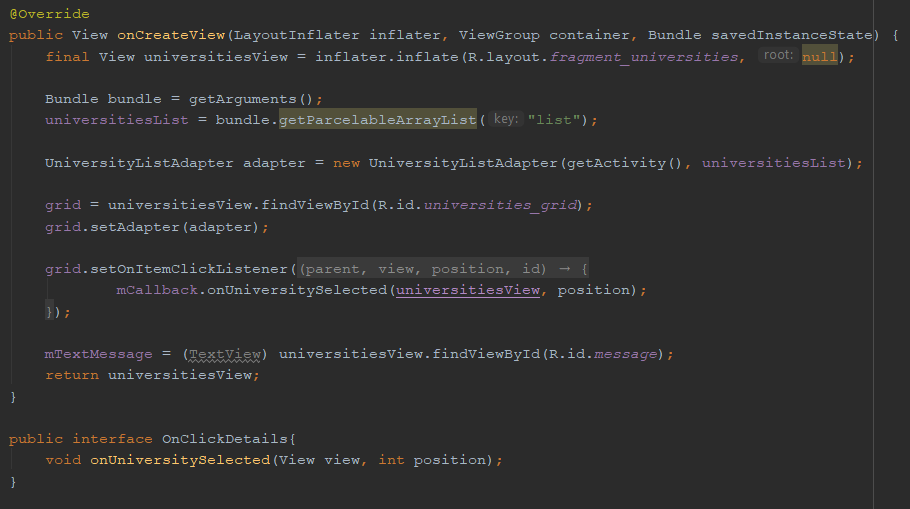 @Override
public View onCreateView(LayoutInflater inflater, ViewGroup container, Bundle savedInstanceState) {
    final View universitiesView = inflater.inflate(R.layout.fragment_universities, root: null);

    Bundle bundle = getArguments();
    universitiesList = bundle.getParcelableArrayList( key: "list");

    UniversityListAdapter adapter = new UniversityListAdapter(getActivity(), universitiesList);

    grid = universitiesView.findViewById(R.id.universities_grid);
    grid.setAdapter(adapter);

    grid.setOnItemClickListener((parent, view, position, id) → {
            mCallback.onUniversitySelected(universitiesView, position);
    });

    mTextMessage = (TextView) universitiesView.findViewById(R.id.message);
    return universitiesView;
}

public interface OnClickDetails{
    void onUniversitySelected(View view, int position);
}